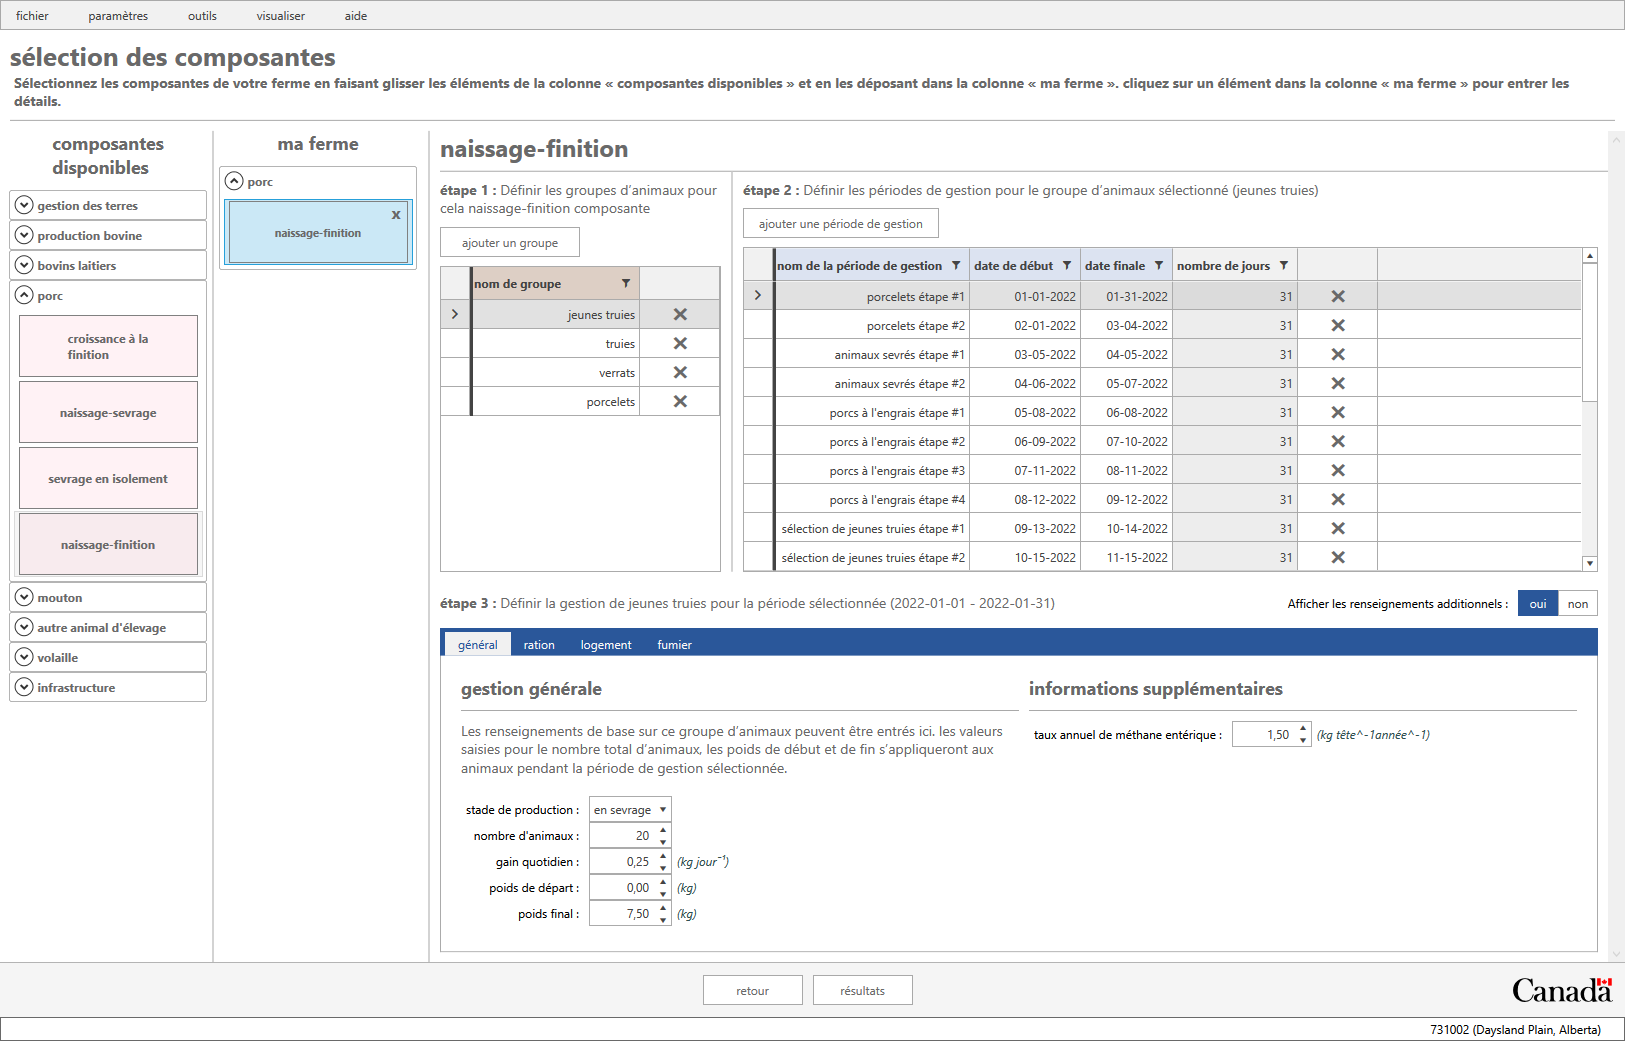 fichier paramètres outils visualiser aide
sélection des composantes
Sélectionnez les composantes de votre ferme en faisant glisser les éléments de la colonne « composantes disponibles » et en les déposant dans la colonne « ma ferme ». cliquez sur un élément dans la colonne « ma ferme » pour entrer les
détails.
composantes
disponibles
gestion des terres
production bovine
bovins laitiers
porc
croissance à la
finition
naissage-sevrage
sevrage en isolement
naissage-finition
mouton
autre animal d'élevage
volaille
infrastructure
ma ferme
porc
x
naissage-finition
naissage-finition
étape 1 : Définir les groupes d’animaux pour
cela naissage-finition composante
ajouter un groupe
nom de groupe
jeunes truies
truies
verrats
porcelets
étape 2 : Définir les périodes de gestion pour le groupe d’animaux sélectionné (jeunes truies)
ajouter une période de gestion
nom de la période de gestion date de début date finale nombre de jours
porcelets étape #1 01-01-2022 01-31-2022 31
porcelets étape #2 02-01-2022 03-04-2022 31
animaux sevrés étape #1 03-05-2022 04-05-2022 31
animaux sevrés étape #2 04-06-2022 05-07-2022 31
porcs à l'engrais étape #1 05-08-2022 06-08-2022 31
porcs à l'engrais étape #2 06-09-2022 07-10-2022 31
porcs à l'engrais étape #3 07-11-2022 08-11-2022 31
porcs à l'engrais étape #4 08-12-2022 09-12-2022 31
sélection de jeunes truies étape #1 09-13-2022 10-14-2022 31
sélection de jeunes truies étape #2 10-15-2022 11-15-2022 31
étape 3 : Définir la gestion de jeunes truies pour la période sélectionnée (2022-01-01 - 2022-01-31)
Afficher les renseignements additionnels : oui non
général ration logement fumier
gestion générale
Les renseignements de base sur ce groupe d’animaux peuvent être entrés ici. les valeurs
saisies pour le nombre total d’animaux, les poids de début et de fin s’appliqueront aux
animaux pendant la période de gestion sélectionnée.
stade de production : en sevrage
nombre d'animaux : 20
gain quotidien : 0,25 (kg jour⁻¹)
poids de départ : 0,00 (kg)
poids final : 7,50 (kg)
informations supplémentaires
taux annuel de méthane entérique : 1,50 (kg tête^-1année^-1)
retour résultats
Canada
731002 (Daysland Plain, Alberta)